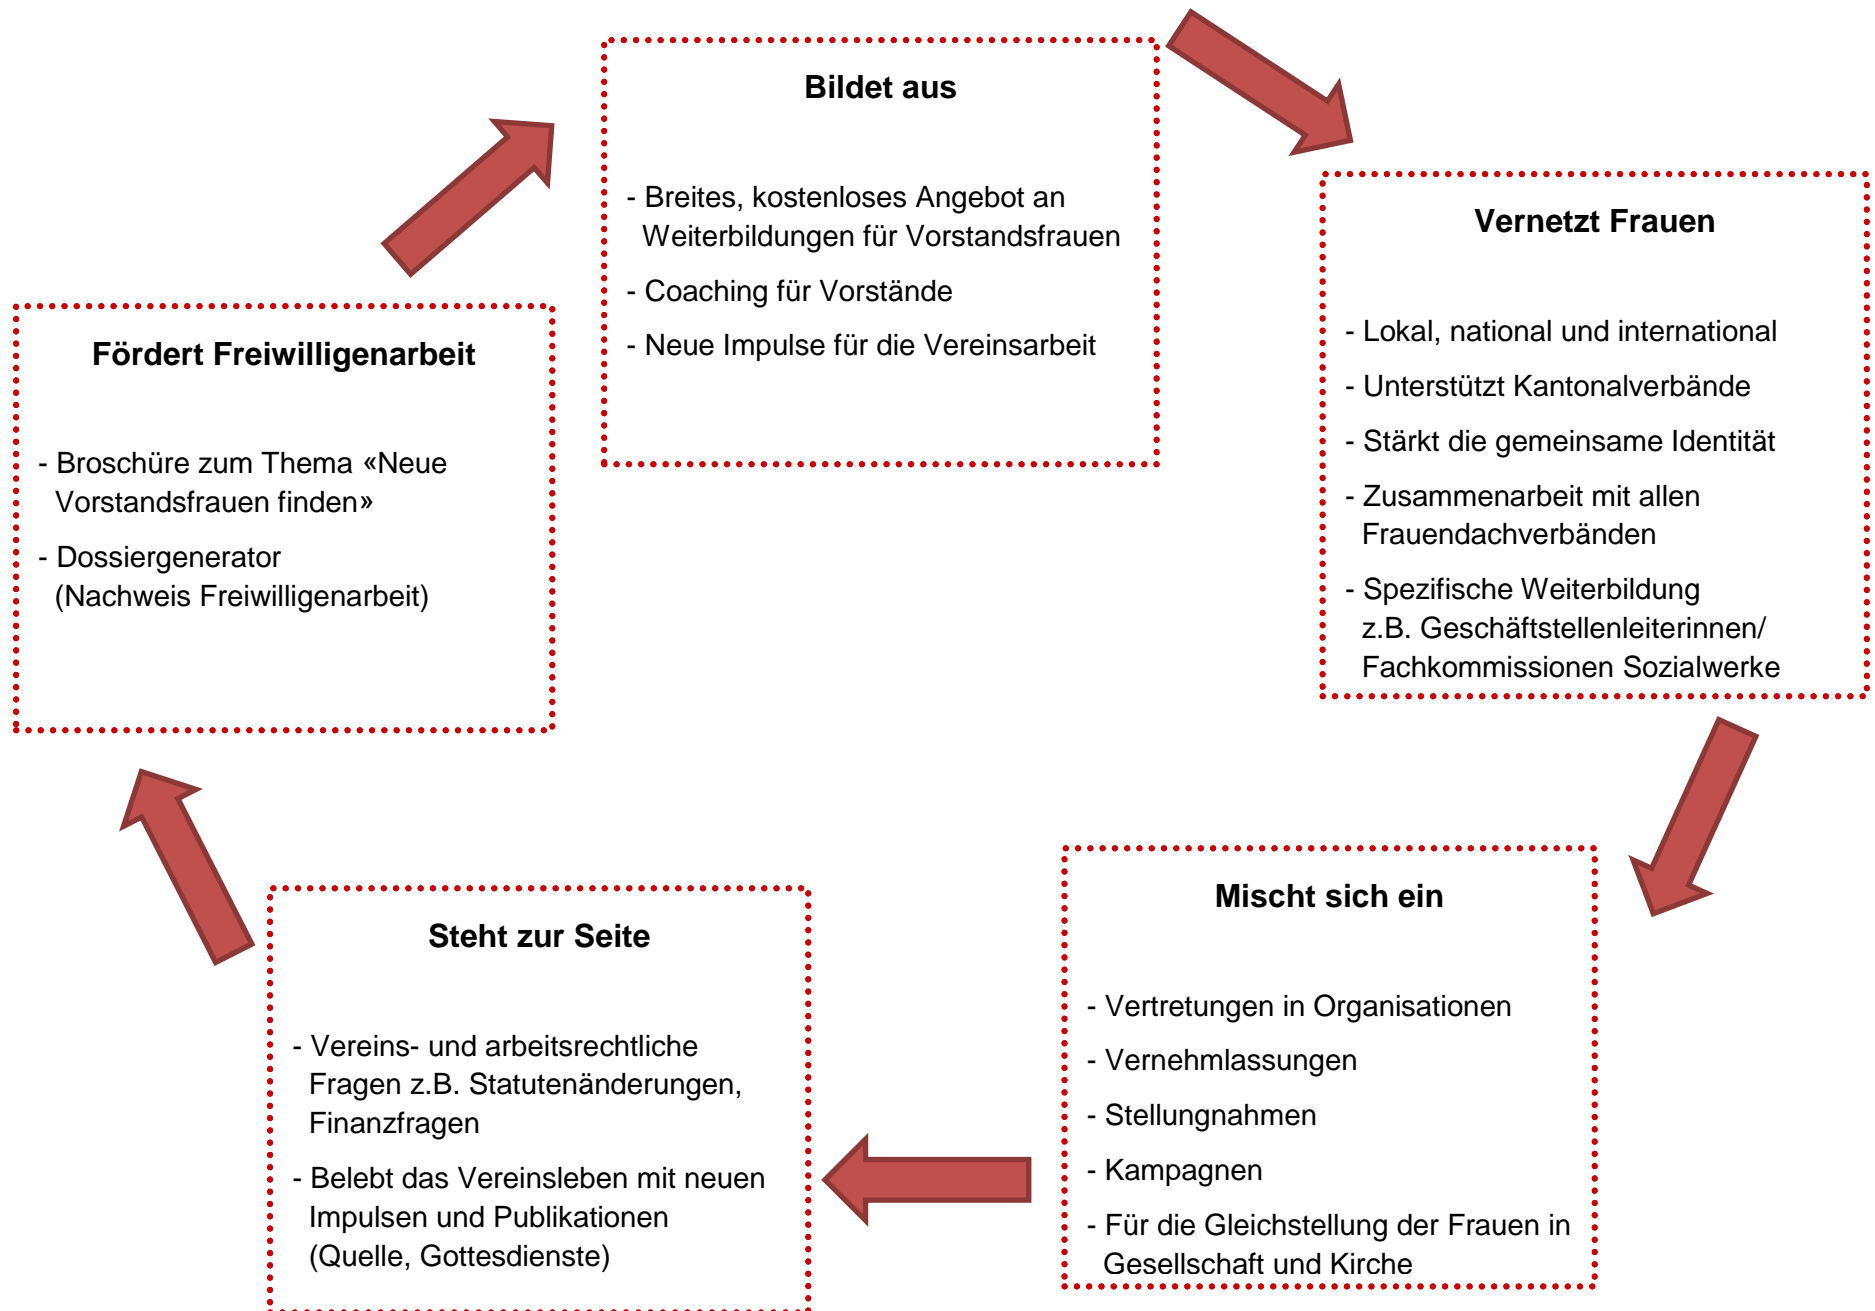 Bildet aus
- Breites, kostenloses Angebot an
Weiterbildungen für Vorstandsfrauen
- Coaching für Vorstände
- Neue Impulse für die Vereinsarbeit
Vernetzt Frauen
- Lokal, national und international
- Unterstützt Kantonalverbände
- Stärkt die gemeinsame Identität
- Zusammenarbeit mit allen
Frauendachverbänden
- Spezifische Weiterbildung
z.B. Geschäftstellenleiterinnen/
Fachkommissionen Sozialwerke
Mischt sich ein
- Vertretungen in Organisationen
- Vernehmlassungen
- Stellungnahmen
- Kampagnen
- Für die Gleichstellung der Frauen in
Gesellschaft und Kirche
Steht zur Seite
- Vereins- und arbeitsrechtliche
Fragen z.B. Statutenänderungen,
Finanzfragen
- Belebt das Vereinsleben mit neuen
Impulsen und Publikationen
(Quelle, Gottesdienste)
Fördert Freiwilligenarbeit
- Broschüre zum Thema «Neue
Vorstandsfrauen finden»
- Dossiergenerator
(Nachweis Freiwilligenarbeit)